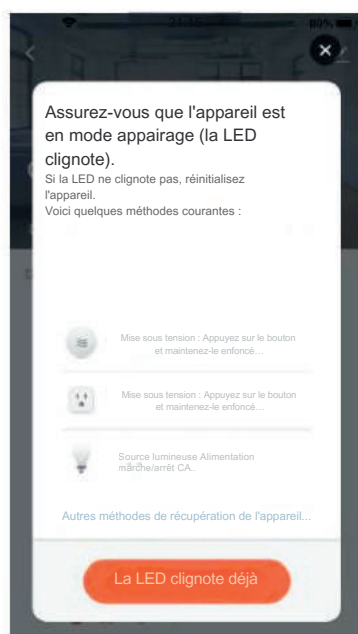 21:15
80%
Assurez-vous que l'appareil est
en mode appairage (la LED
clignote).
Si la LED ne clignote pas, réinitialisez
l'appareil.
Voici quelques méthodes courantes :
Mise sous tension : Appuyez sur le bouton
et maintenez-le enfoncé…
Mise sous tension : Appuyez sur le bouton
et maintenez-le enfoncé…
Source lumineuse Alimentation
marche/arrêt CA..
Autres méthodes de récupération de l'appareil...
La LED clignote déjà